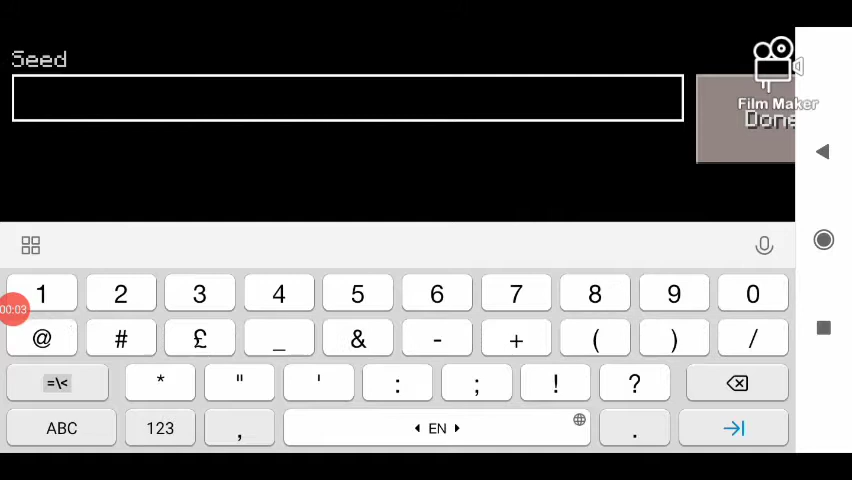 Seed
Film Maker
Done
1 2 3 4 5 6 7 8 9 0
00:03
@ # £ _ & - + ( ) /
=\< * " ' : ; ! ?
ABC 123 , EN .